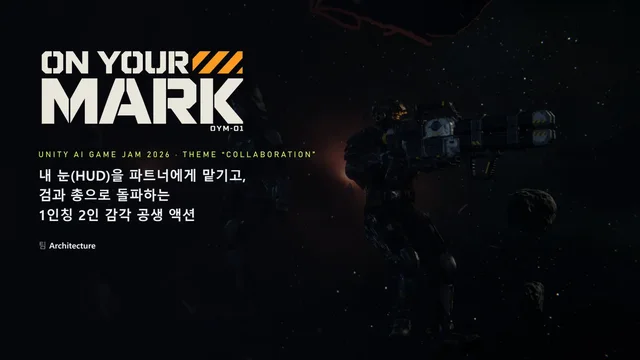 ON YOUR
MARK
OYM-01
UNITY AI GAME JAM 2026 · THEME "COLLABORATION"
내 눈(HUD)을 파트너에게 맡기고,
검과 총으로 돌파하는
1인칭 2인 감각 공생 액션
팀 Architecture